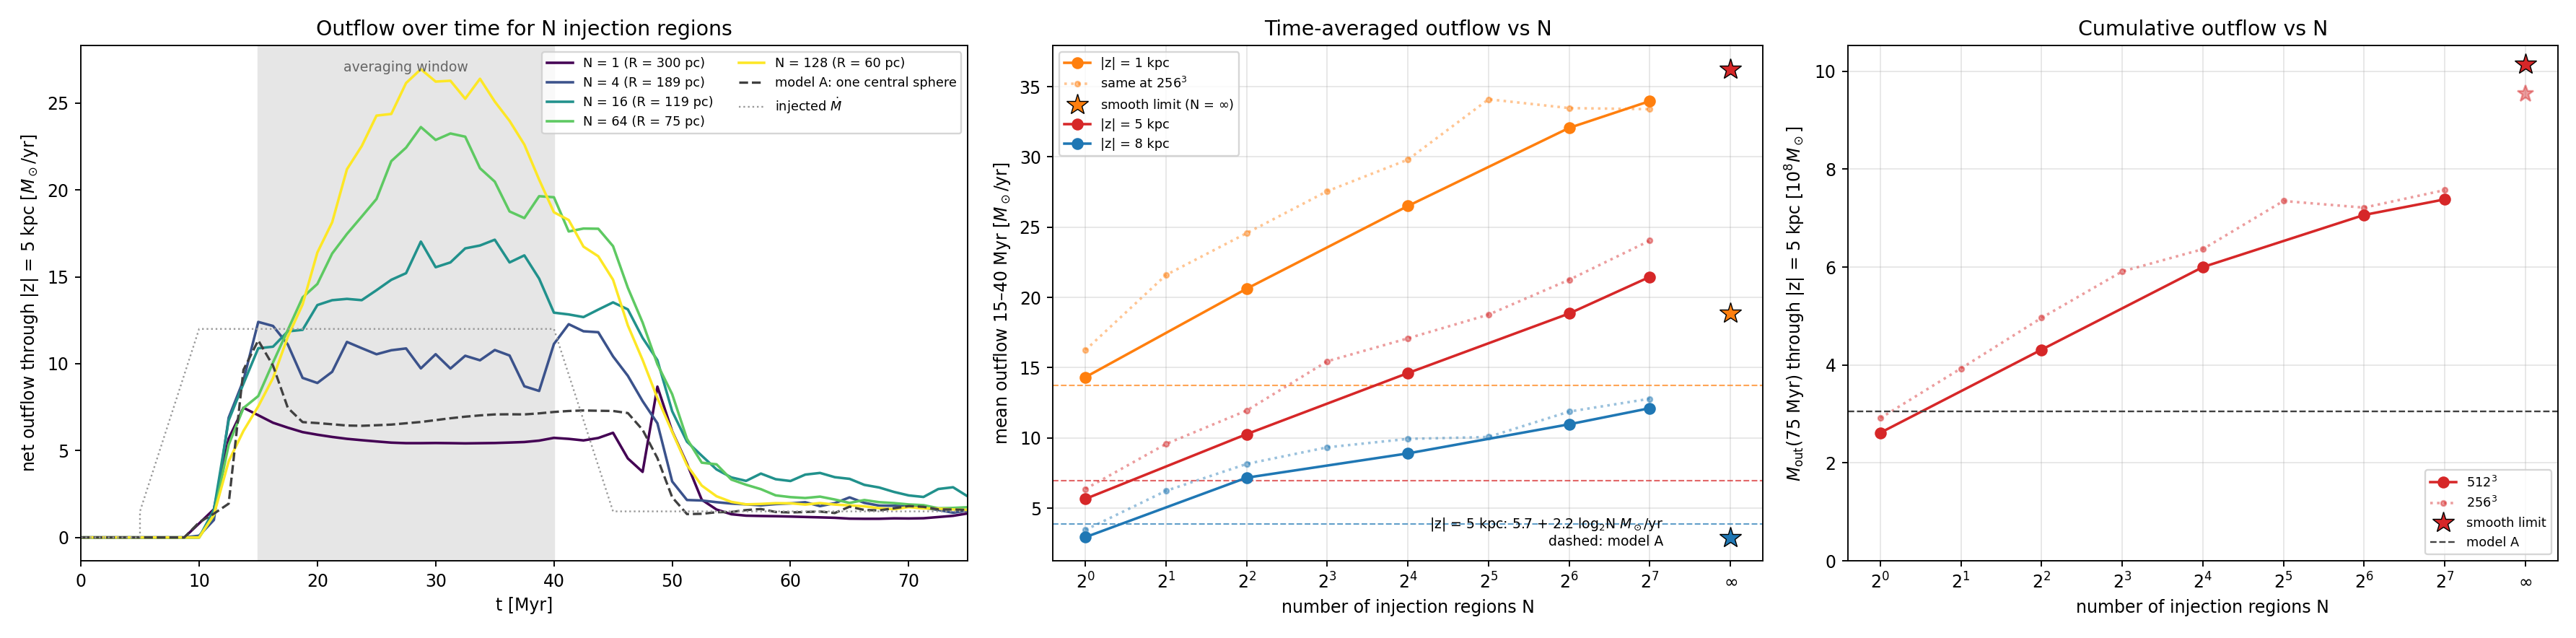 Outflow over time for N injection regions
averaging window
N = 1 (R = 300 pc)
N = 4 (R = 189 pc)
N = 16 (R = 119 pc)
N = 64 (R = 75 pc)
N = 128 (R = 60 pc)
model A: one central sphere
injected Ṁ
net outflow through |z| = 5 kpc [M⊙/yr]
25
20
15
10
5
0
0 10 20 30 40 50 60 70
t [Myr]
Time-averaged outflow vs N
|z| = 1 kpc
same at 256³
smooth limit (N = ∞)
|z| = 5 kpc
|z| = 8 kpc
mean outflow 15–40 Myr [M⊙/yr]
35
30
25
20
15
10
5
|z| = 5 kpc: 5.7 + 2.2 log₂N M⊙/yr
dashed: model A
2⁰ 2¹ 2² 2³ 2⁴ 2⁵ 2⁶ 2⁷ ∞
number of injection regions N
Cumulative outflow vs N
M_out(75 Myr) through |z| = 5 kpc [10⁸M⊙]
10
8
6
4
2
0
512³
256³
smooth limit
model A
2⁰ 2¹ 2² 2³ 2⁴ 2⁵ 2⁶ 2⁷ ∞
number of injection regions N